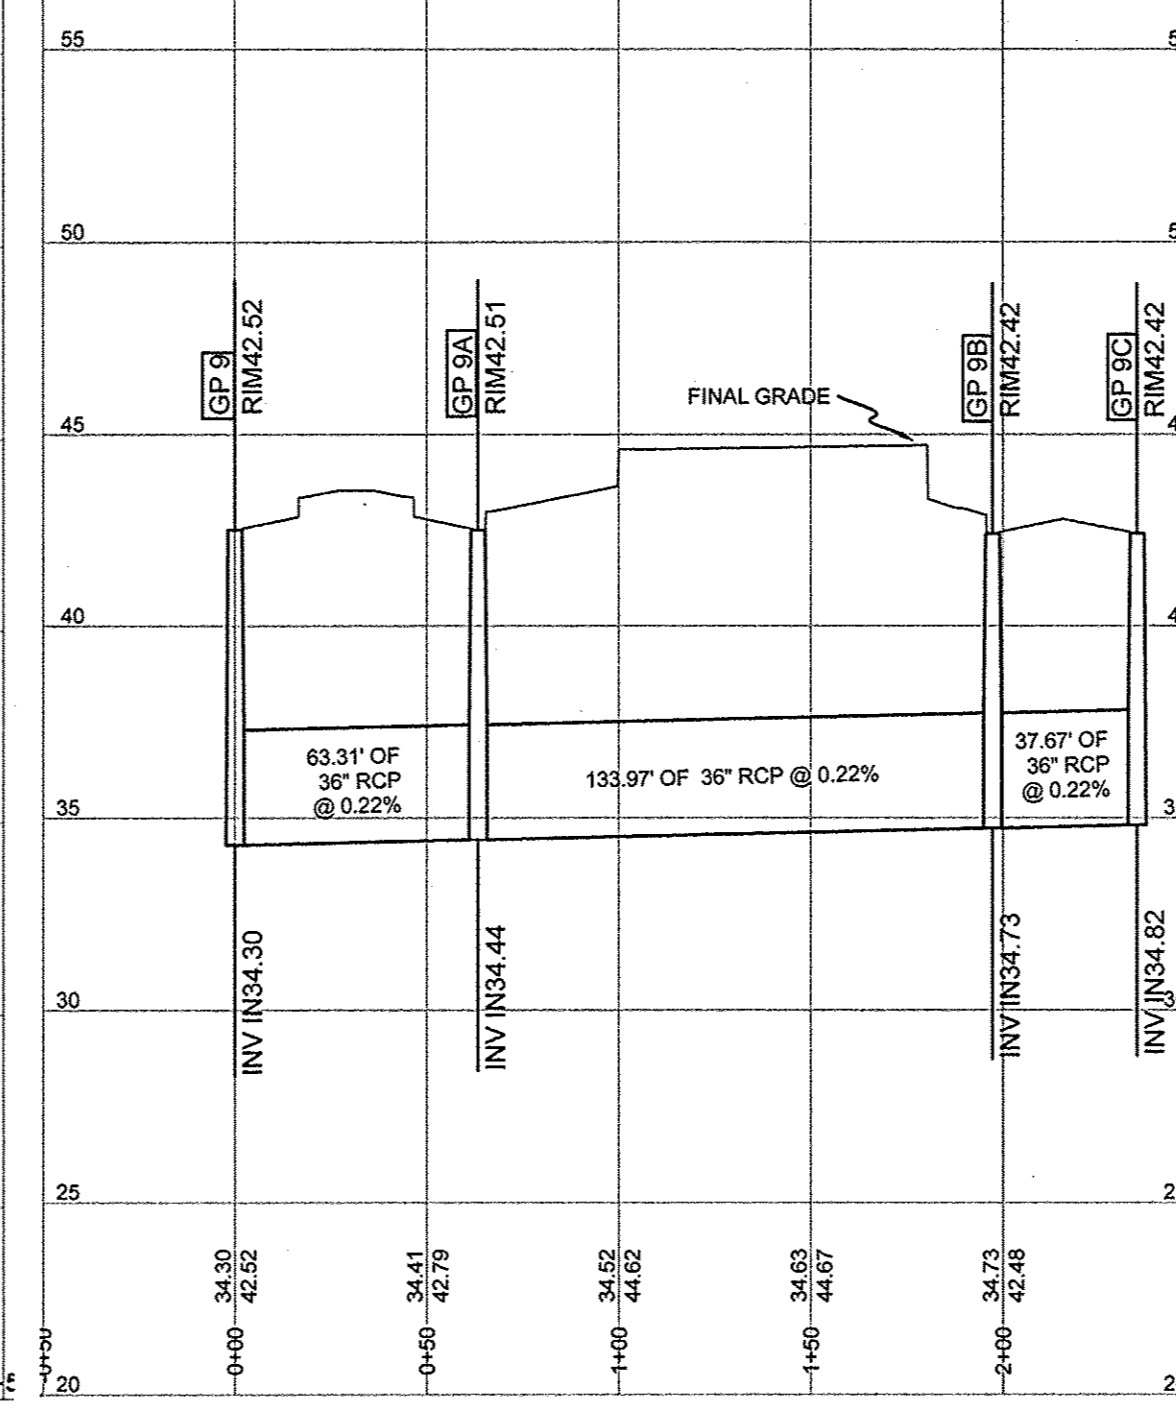 55
50
45
40
35
30
25
20
GP 9
RIM42.52
GP 9A
RIM42.51
GP 9B
RIM42.42
GP 9C
RIM42.42
FINAL GRADE
63.31' OF
36" RCP
@ 0.22%
133.97' OF 36" RCP @ 0.22%
37.67' OF
36" RCP
@ 0.22%
INV IN34.30
INV IN34.44
INV IN34.73
INV IN34.82
34.30
42.52
34.41
42.79
34.52
44.62
34.63
44.67
34.73
42.48
0+00
0+50
1+00
1+50
2+00